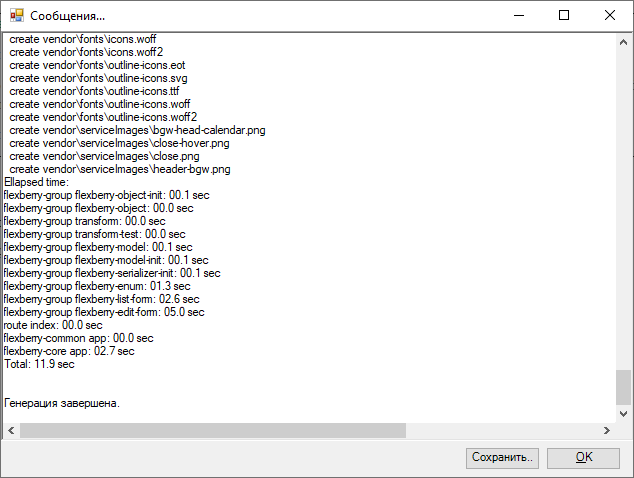 Сообщения...
create vendor\fonts\icons.woff
create vendor\fonts\icons.woff2
create vendor\fonts\outline-icons.eot
create vendor\fonts\outline-icons.svg
create vendor\fonts\outline-icons.ttf
create vendor\fonts\outline-icons.woff
create vendor\fonts\outline-icons.woff2
create vendor\serviceImages\bgw-head-calendar.png
create vendor\serviceImages\close-hover.png
create vendor\serviceImages\close.png
create vendor\serviceImages\header-bgw.png
Ellapsed time:
flexberry-group flexberry-object-init: 00.1 sec
flexberry-group flexberry-object: 00.0 sec
flexberry-group transform: 00.0 sec
flexberry-group transform-test: 00.0 sec
flexberry-group flexberry-model: 00.1 sec
flexberry-group flexberry-model-init: 00.1 sec
flexberry-group flexberry-serializer-init: 00.1 sec
flexberry-group flexberry-enum: 01.3 sec
flexberry-group flexberry-list-form: 02.6 sec
flexberry-group flexberry-edit-form: 05.0 sec
route index: 00.0 sec
flexberry-common app: 00.0 sec
flexberry-core app: 02.7 sec
Total: 11.9 sec
Генерация завершена.
Сохранить..
OK